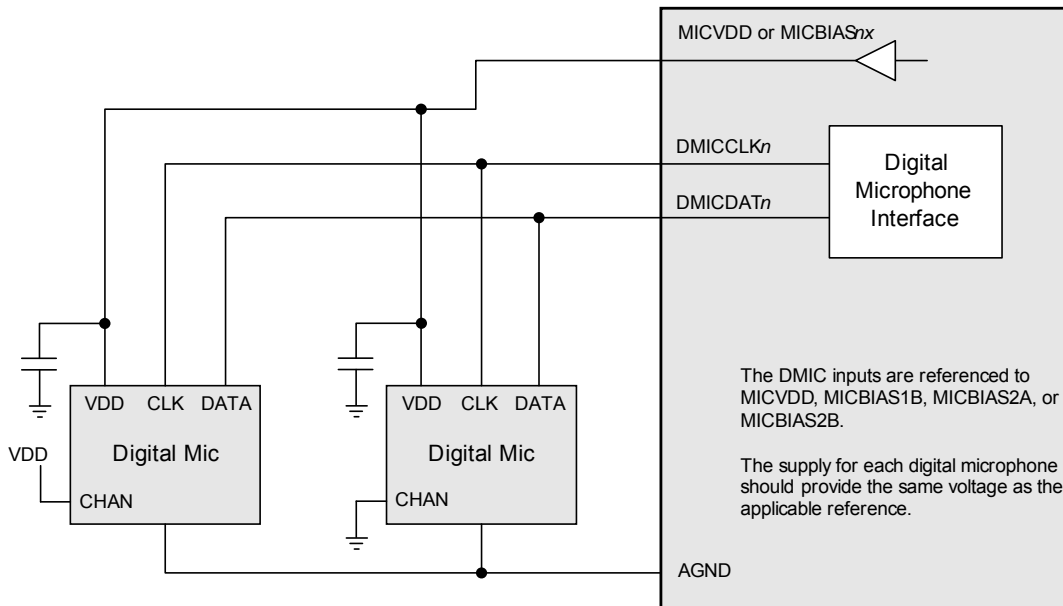 MICVDD or MICBIASnx
DMICCLKn
DMICDATn
Digital
Microphone
Interface
VDD CLK DATA
Digital Mic
VDD
CHAN
VDD CLK DATA
Digital Mic
CHAN
The DMIC inputs are referenced to
MICVDD, MICBIAS1B, MICBIAS2A, or
MICBIAS2B.
The supply for each digital microphone
should provide the same voltage as the
applicable reference.
AGND